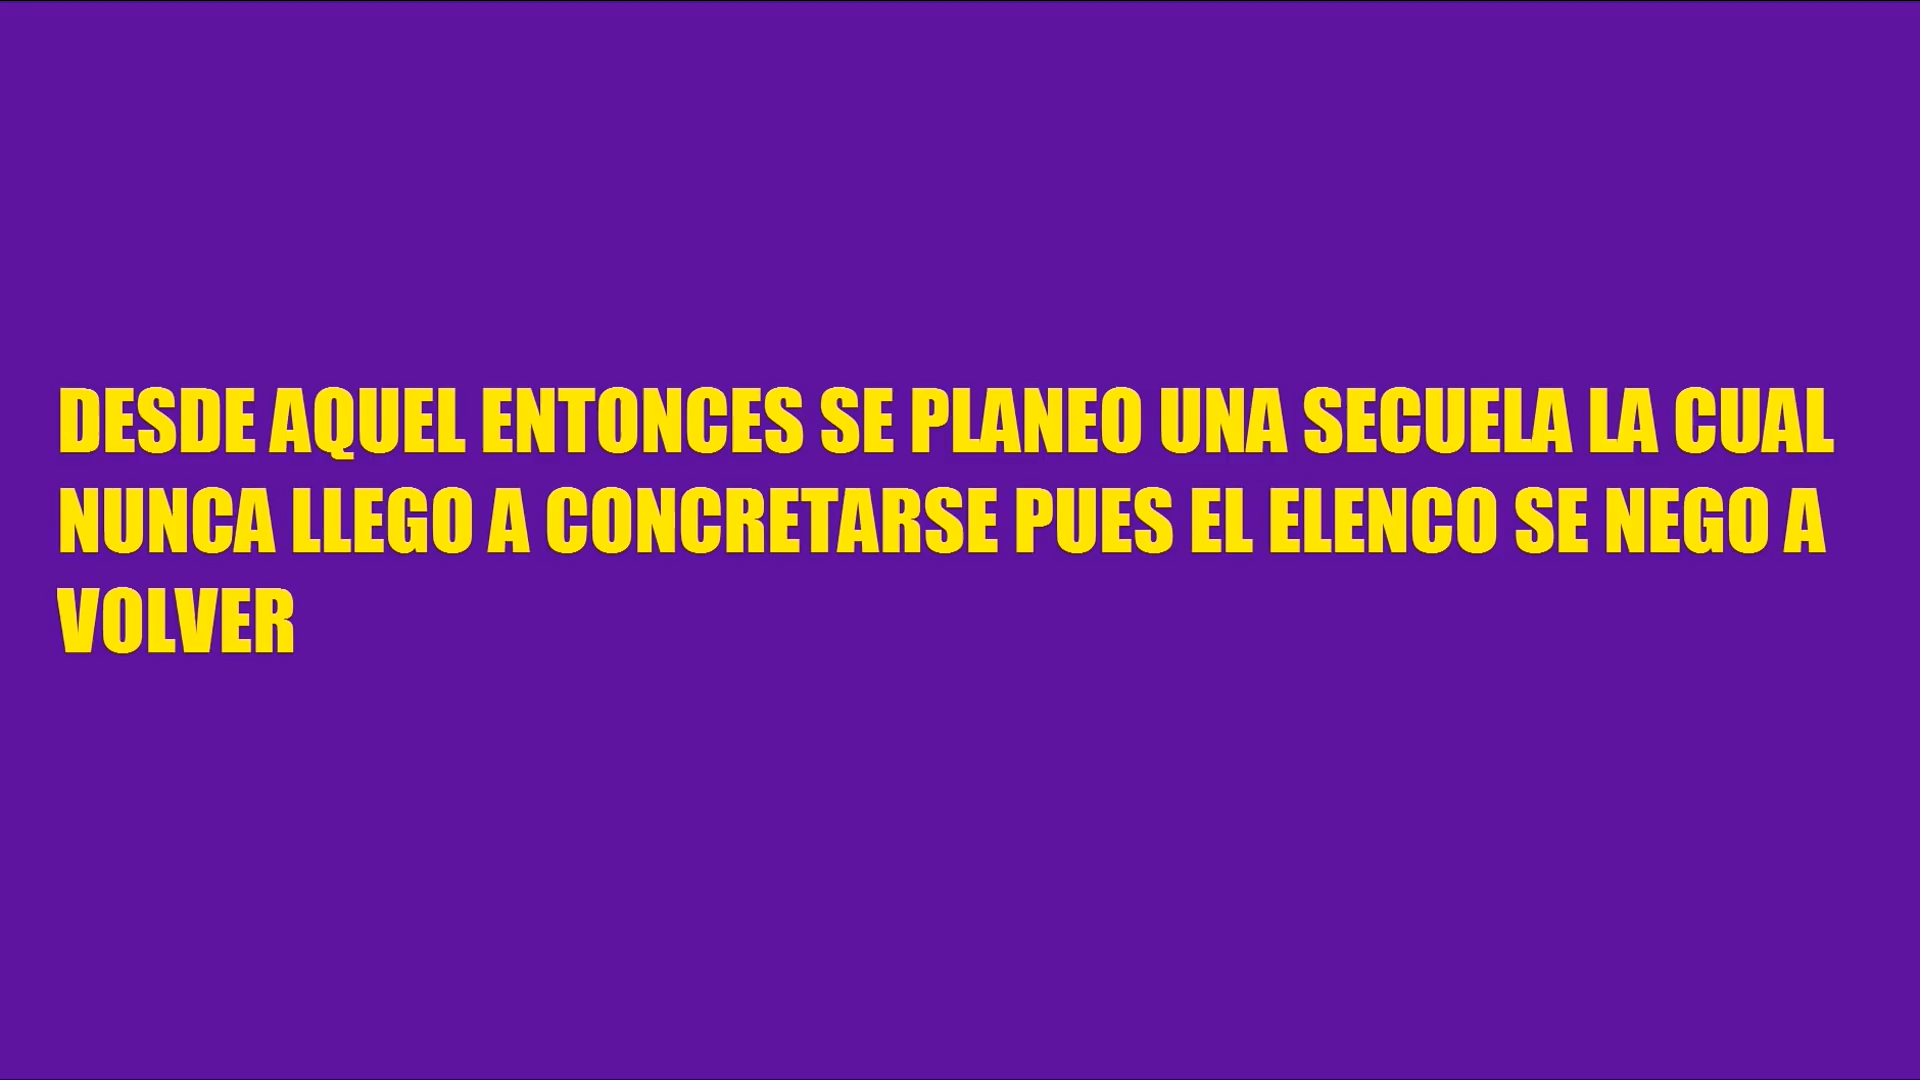 DESDE AQUEL ENTONCES SE PLANEO UNA SECUELA LA CUAL
NUNCA LLEGO A CONCRETARSE PUES EL ELENCO SE NEGO A
VOLVER